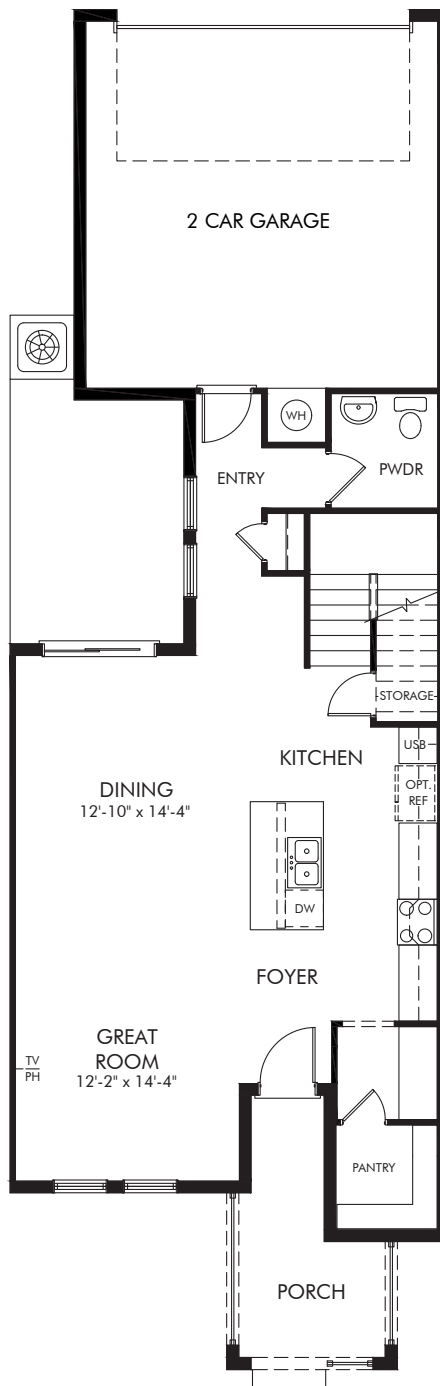 2 CAR GARAGE
WH
ENTRY
PWDR
STORAGE
USB
KITCHEN
OPT.
REF
DINING
12'-10" x 14'-4"
DW
FOYER
GREAT
ROOM
12'-2" x 14'-4"
TV
PH
PANTRY
PORCH